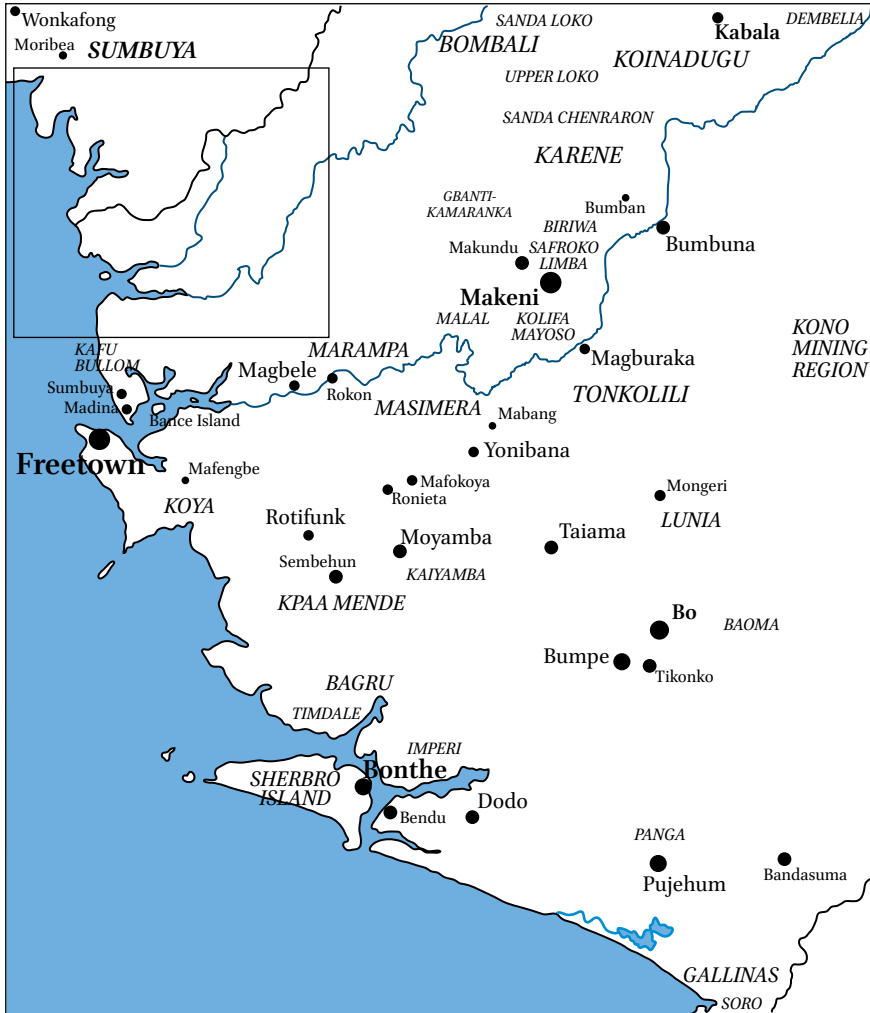 Wonkafong
Moribea
SUMBUYA
SANDA LOKO
BOMBALI
Kabala
DEMBELIA
KOINADUGU
UPPER LOKO
SANDA CHENRARON
KARENE
GBANTI-
KAMARANKA
Bumban
BIRIWA
Bumbuna
Makundu
SAFROKO
LIMBA
Makeni
MALAL
KOLIFA
MAYOSO
KONO
MINING
REGION
KAFU
BULLOM
MARAMPA
Magbele
Rokon
Magburaka
Sumbuya
Madina
Bance Island
MASIMERA
TONKOLILI
Mabang
Freetown
Yonibana
Mafengbe
Mafokoya
Ronieta
Mongeri
KOYA
LUNIA
Rotifunk
Moyamba
Taiama
Sembehun
KAIYAMBA
KPAA MENDE
Bo
BAOMA
Bumpe
Tikonko
BAGRU
TIMDALE
IMPERI
Bonthe
SHERBRO
ISLAND
Bendu
Dodo
PANGA
Pujehum
Bandasuma
GALLINAS
SORO